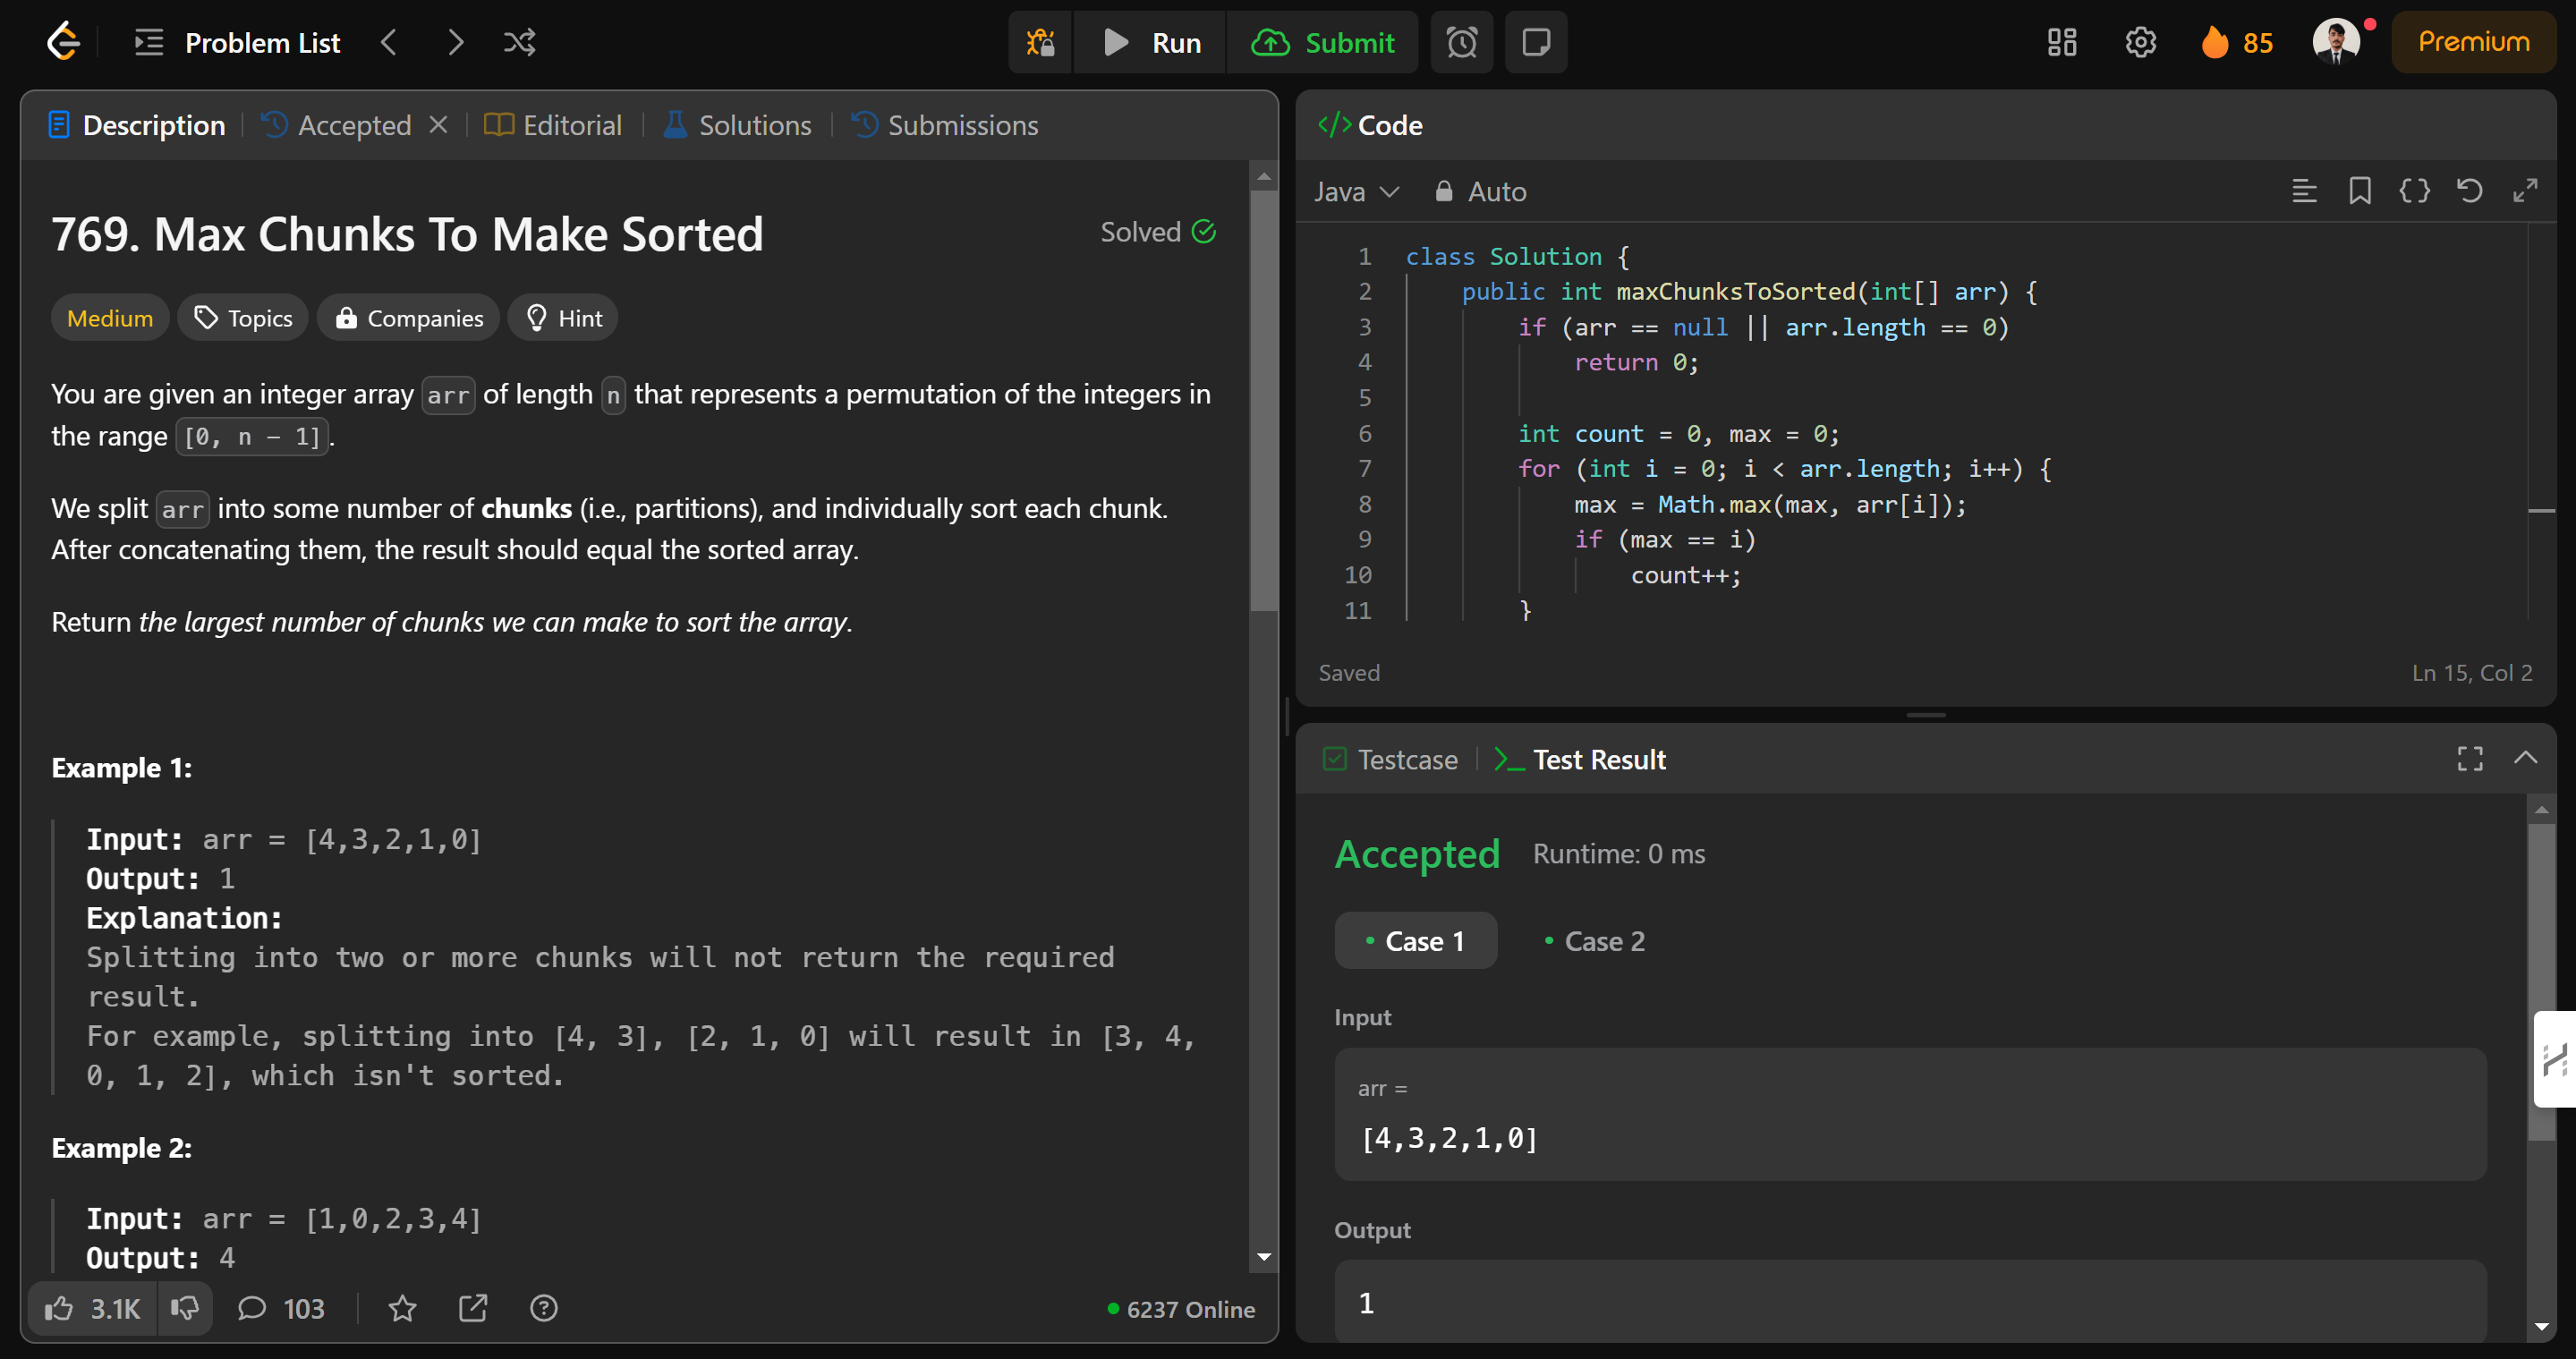 Problem List
Run
Submit
85
Premium
Description
Accepted
Editorial
Solutions
Submissions
769. Max Chunks To Make Sorted
Solved
Medium
Topics
Companies
Hint
You are given an integer array arr of length n that represents a permutation of the integers in
the range [0, n - 1].
We split arr into some number of chunks (i.e., partitions), and individually sort each chunk.
After concatenating them, the result should equal the sorted array.
Return the largest number of chunks we can make to sort the array.
Example 1:
Input: arr = [4,3,2,1,0]
Output: 1
Explanation:
Splitting into two or more chunks will not return the required
result.
For example, splitting into [4, 3], [2, 1, 0] will result in [3, 4,
0, 1, 2], which isn't sorted.
Example 2:
Input: arr = [1,0,2,3,4]
Output: 4
3.1K
103
6237 Online
</> Code
Java
Auto
1 class Solution {
2 public int maxChunksToSorted(int[] arr) {
3 if (arr == null || arr.length == 0)
4 return 0;
5
6 int count = 0, max = 0;
7 for (int i = 0; i < arr.length; i++) {
8 max = Math.max(max, arr[i]);
9 if (max == i)
10 count++;
11 }
Saved
Ln 15, Col 2
Testcase
Test Result
Accepted
Runtime: 0 ms
Case 1
Case 2
Input
arr =
[4,3,2,1,0]
Output
1